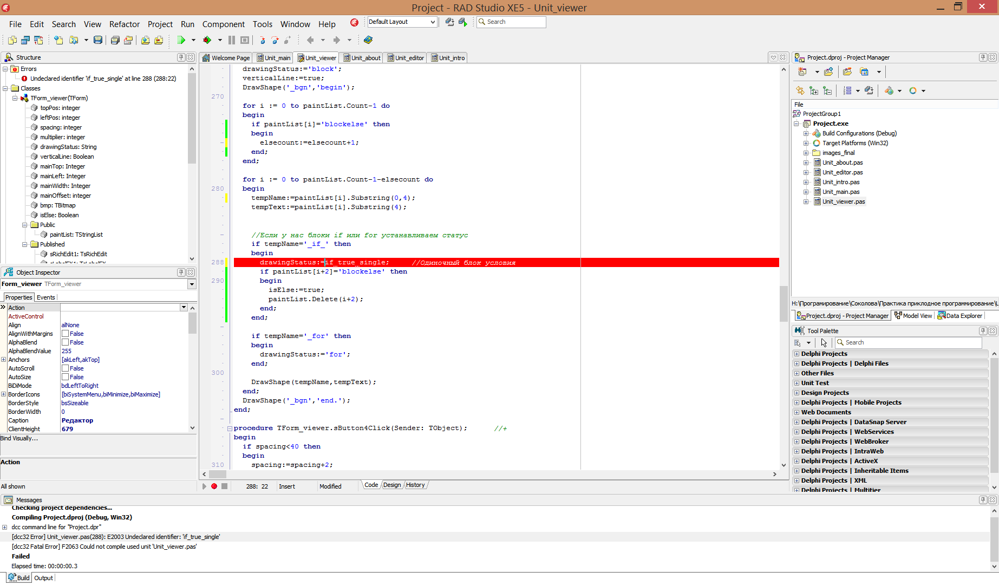 Project - RAD Studio XE5 - Unit_viewer
File Edit Search View Refactor Project Run Component Tools Window Help
Default Layout
Search
Structure
Errors
Undeclared identifier 'if_true_single' at line 288 (288:22)
Classes
TForm_viewer(TForm)
topPos: integer
leftPos: integer
spacing: integer
multiplier: integer
drawingStatus: String
verticalLine: Boolean
mainTop: Integer
mainLeft: Integer
mainWidth: Integer
mainOffset: integer
bmp: TBitmap
isElse: Boolean
Public
paintList: TStringList
Published
sRichEdit1: TsRichEdit
Object Inspector
Form_viewer TForm_viewer
Properties Events
Action
ActiveControl
Align alNone
AlignWithMargins False
AlphaBlend False
AlphaBlendValue 255
Anchors [akLeft,akTop]
AutoScroll False
AutoSize False
BiDiMode bdLeftToRight
BorderIcons [biSystemMenu,biMinimize,biMaximize]
BorderStyle bsSizeable
BorderWidth 0
Caption Редактор
ClientHeight 679
Bind Visually...
Action
All shown
Welcome Page Unit_main Unit_viewer Unit_about Unit_editor Unit_intro
drawingStatus:='block';
verticalLine:=true;
DrawShape('_bgn','begin');
270
for i := 0 to paintList.Count-1 do
begin
if paintList[i]='blockelse' then
begin
elsecount:=elsecount+1;
end;
end;
for i := 0 to paintList.Count-1-elsecount do
280 begin
tempName:=paintList[i].Substring(0,4);
tempText:=paintList[i].Substring(4);
//Если у нас блоки if или for устанавливаем статус
if tempName='_if_' then
begin
288 drawingStatus:=if_true_single; //Одиночный блок условия
if paintList[i+2]='blockelse' then
290 begin
isElse:=true;
paintList.Delete(i+2);
end;
end;
if tempName='_for' then
begin
drawingStatus:='for';
end;
300
DrawShape(tempName,tempText);
end;
DrawShape('_bgn','end.');
end;
procedure TForm_viewer.sButton4Click(Sender: TObject); //+
begin
if spacing<40 then
begin
310 spacing:=spacing+2;
288: 22 Insert Modified Code Design History
Project.dproj - Project Manager
File
ProjectGroup1
Project.exe
Build Configurations (Debug)
Target Platforms (Win32)
images_final
Unit_about.pas
Unit_editor.pas
Unit_intro.pas
Unit_main.pas
Unit_viewer.pas
H:\Програмирование\Соколова\Практика приклодное программирование\
Project.dproj - Project Manager Model View Data Explorer
Tool Palette
Search
Delphi Projects
Delphi Projects | Delphi Files
Other Files
Unit Test
Design Projects
Delphi Projects | Mobile Projects
Web Documents
Delphi Projects | DataSnap Server
Delphi Projects | WebServices
Delphi Projects | WebBroker
Delphi Projects | IntraWeb
Delphi Projects | ActiveX
Delphi Projects | Inheritable Items
Delphi Projects | XML
Delphi Projects | Multitier
Messages
Checking project dependencies...
Compiling Project.dproj (Debug, Win32)
dcc command line for "Project.dpr"
[dcc32 Error] Unit_viewer.pas(288): E2003 Undeclared identifier: 'if_true_single'
[dcc32 Fatal Error] F2063 Could not compile used unit 'Unit_viewer.pas'
Failed
Elapsed time: 00:00:00.3
Build Output